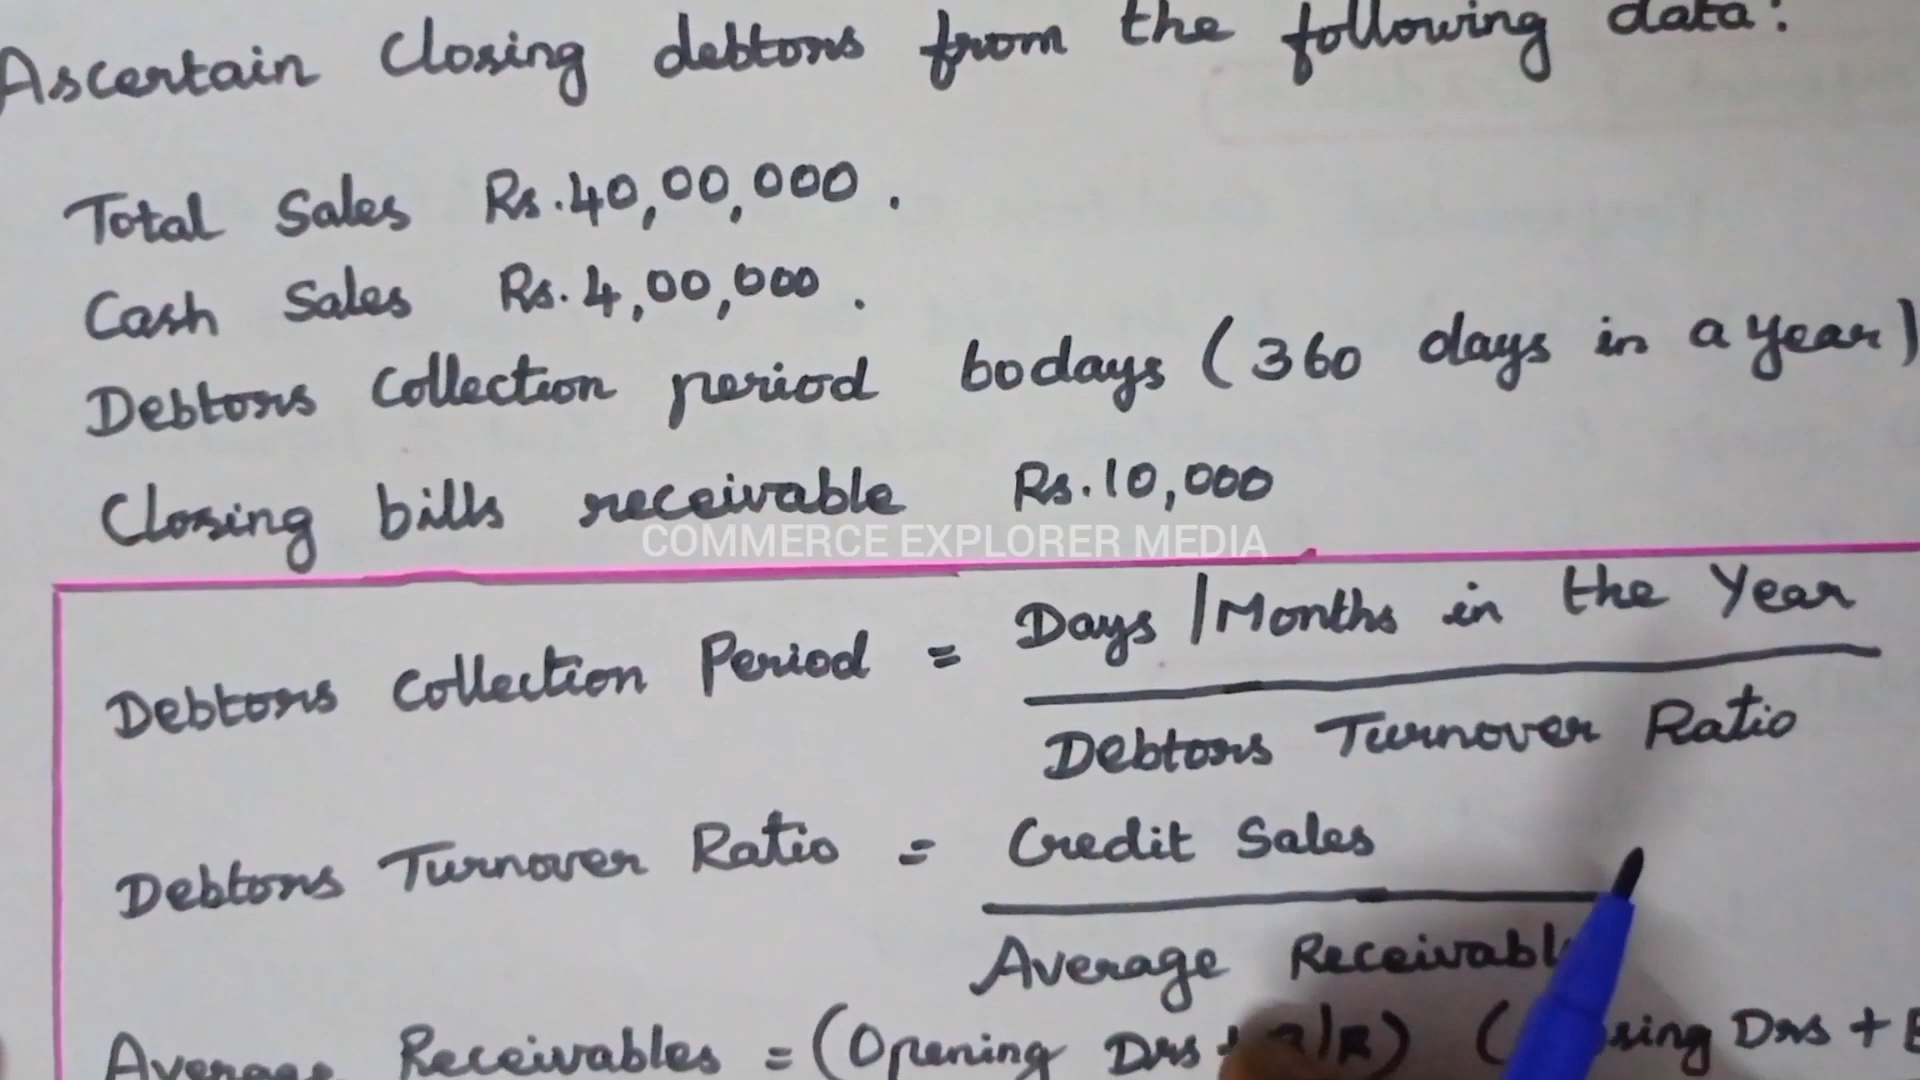 Ascertain Closing debtors from the following data:
Total Sales Rs.40,00,000.
Cash Sales Rs.4,00,000.
Debtors Collection period 60days (360 days in a year)
Closing bills receivable Rs.10,000
COMMERCE EXPLORER MEDIA
Debtors Collection Period = Days/Months in the Year
Debtors Turnover Ratio
Debtors Turnover Ratio = Credit Sales
Average
Average Receivables = (Opening Drs + B/R) ( Drs +